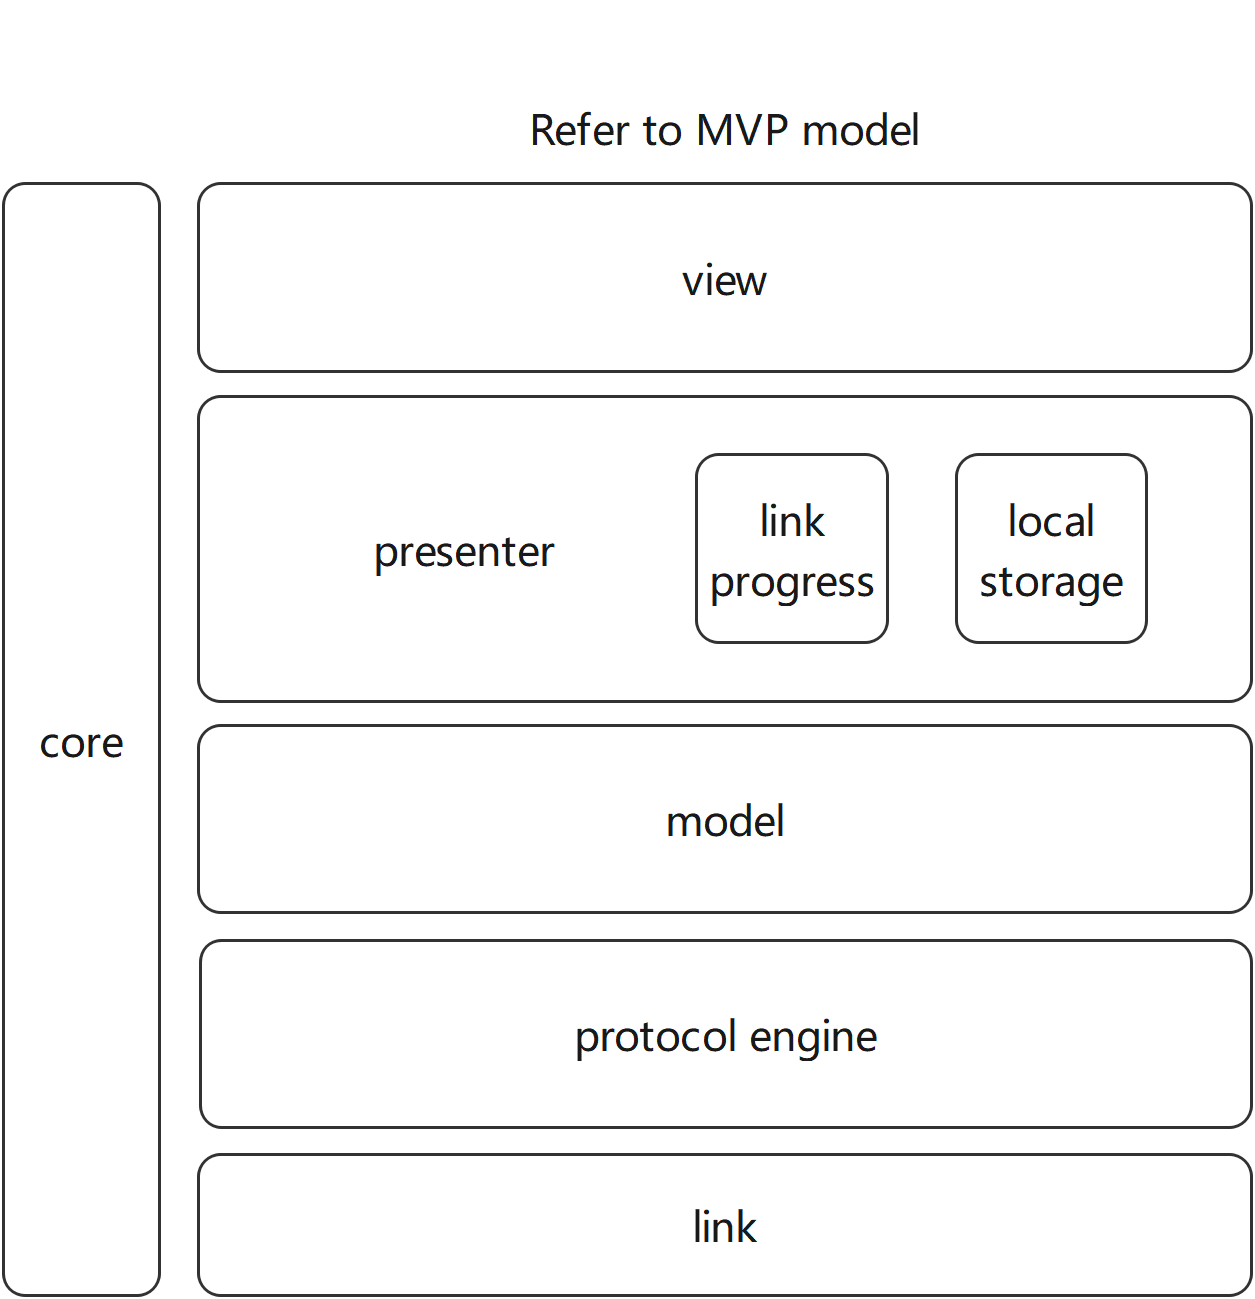 Refer to MVP model
core
view
presenter
link
progress
local
storage
model
protocol engine
link